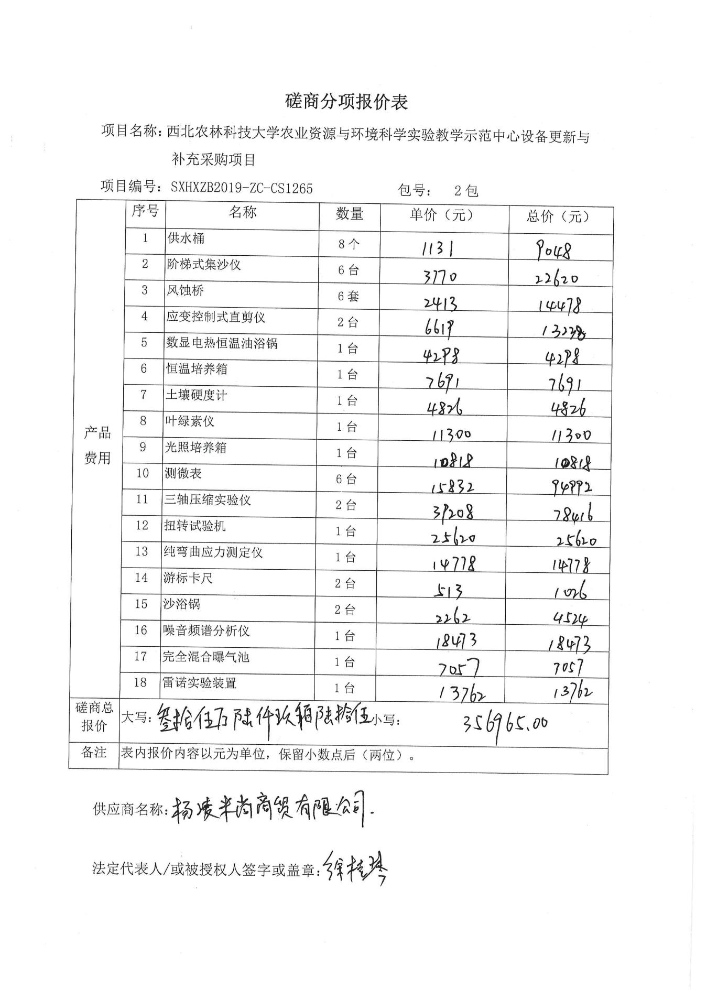 磋商分项报价表
项目名称：西北农林科技大学农业资源与环境科学实验教学示范中心设备更新与
补充采购项目
项目编号：SXHXZB2019-ZC-CS1265 包号： 2包
序号 名称 数量 单价（元） 总价（元）
产品费用
1 供水桶 8个 1131 9048
2 阶梯式集沙仪 6台 3770 22620
3 风蚀桥 6套 2413 14478
4 应变控制式直剪仪 2台 6619 13238
5 数显电热恒温油浴锅 1台 4298 4298
6 恒温培养箱 1台 7691 7691
7 土壤硬度计 1台 4826 4826
8 叶绿素仪 1台 11300 11300
9 光照培养箱 1台 10818 10818
10 测微表 6台 15832 94992
11 三轴压缩实验仪 2台 39208 78416
12 扭转试验机 1台 25620 25620
13 纯弯曲应力测定仪 1台 14778 14778
14 游标卡尺 2台 513 1026
15 沙浴锅 2台 2262 4524
16 噪音频谱分析仪 1台 18473 18473
17 完全混合曝气池 1台 7057 7057
18 雷诺实验装置 1台 13762 13762
磋商总报价 大写：叁拾伍万陆仟玖佰陆拾伍 小写： 356965.00
备注 表内报价内容以元为单位，保留小数点后（两位）。
供应商名称：杨凌米尚商贸有限公司.
法定代表人/或被授权人签字或盖章：徐桂琴